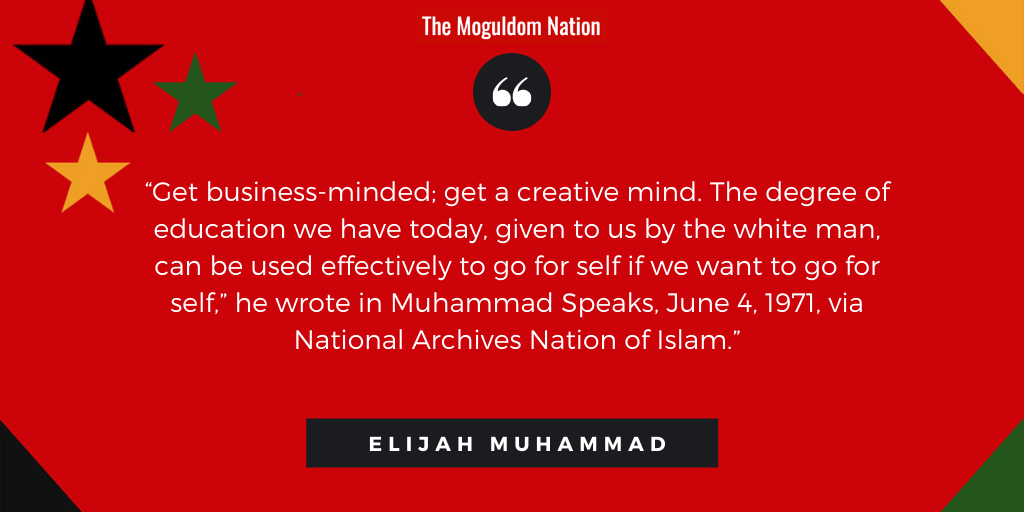 The Moguldom Nation
“
“Get business-minded; get a creative mind. The degree of
education we have today, given to us by the white man,
can be used effectively to go for self if we want to go for
self,” he wrote in Muhammad Speaks, June 4, 1971, via
National Archives Nation of Islam.”
ELIJAH MUHAMMAD